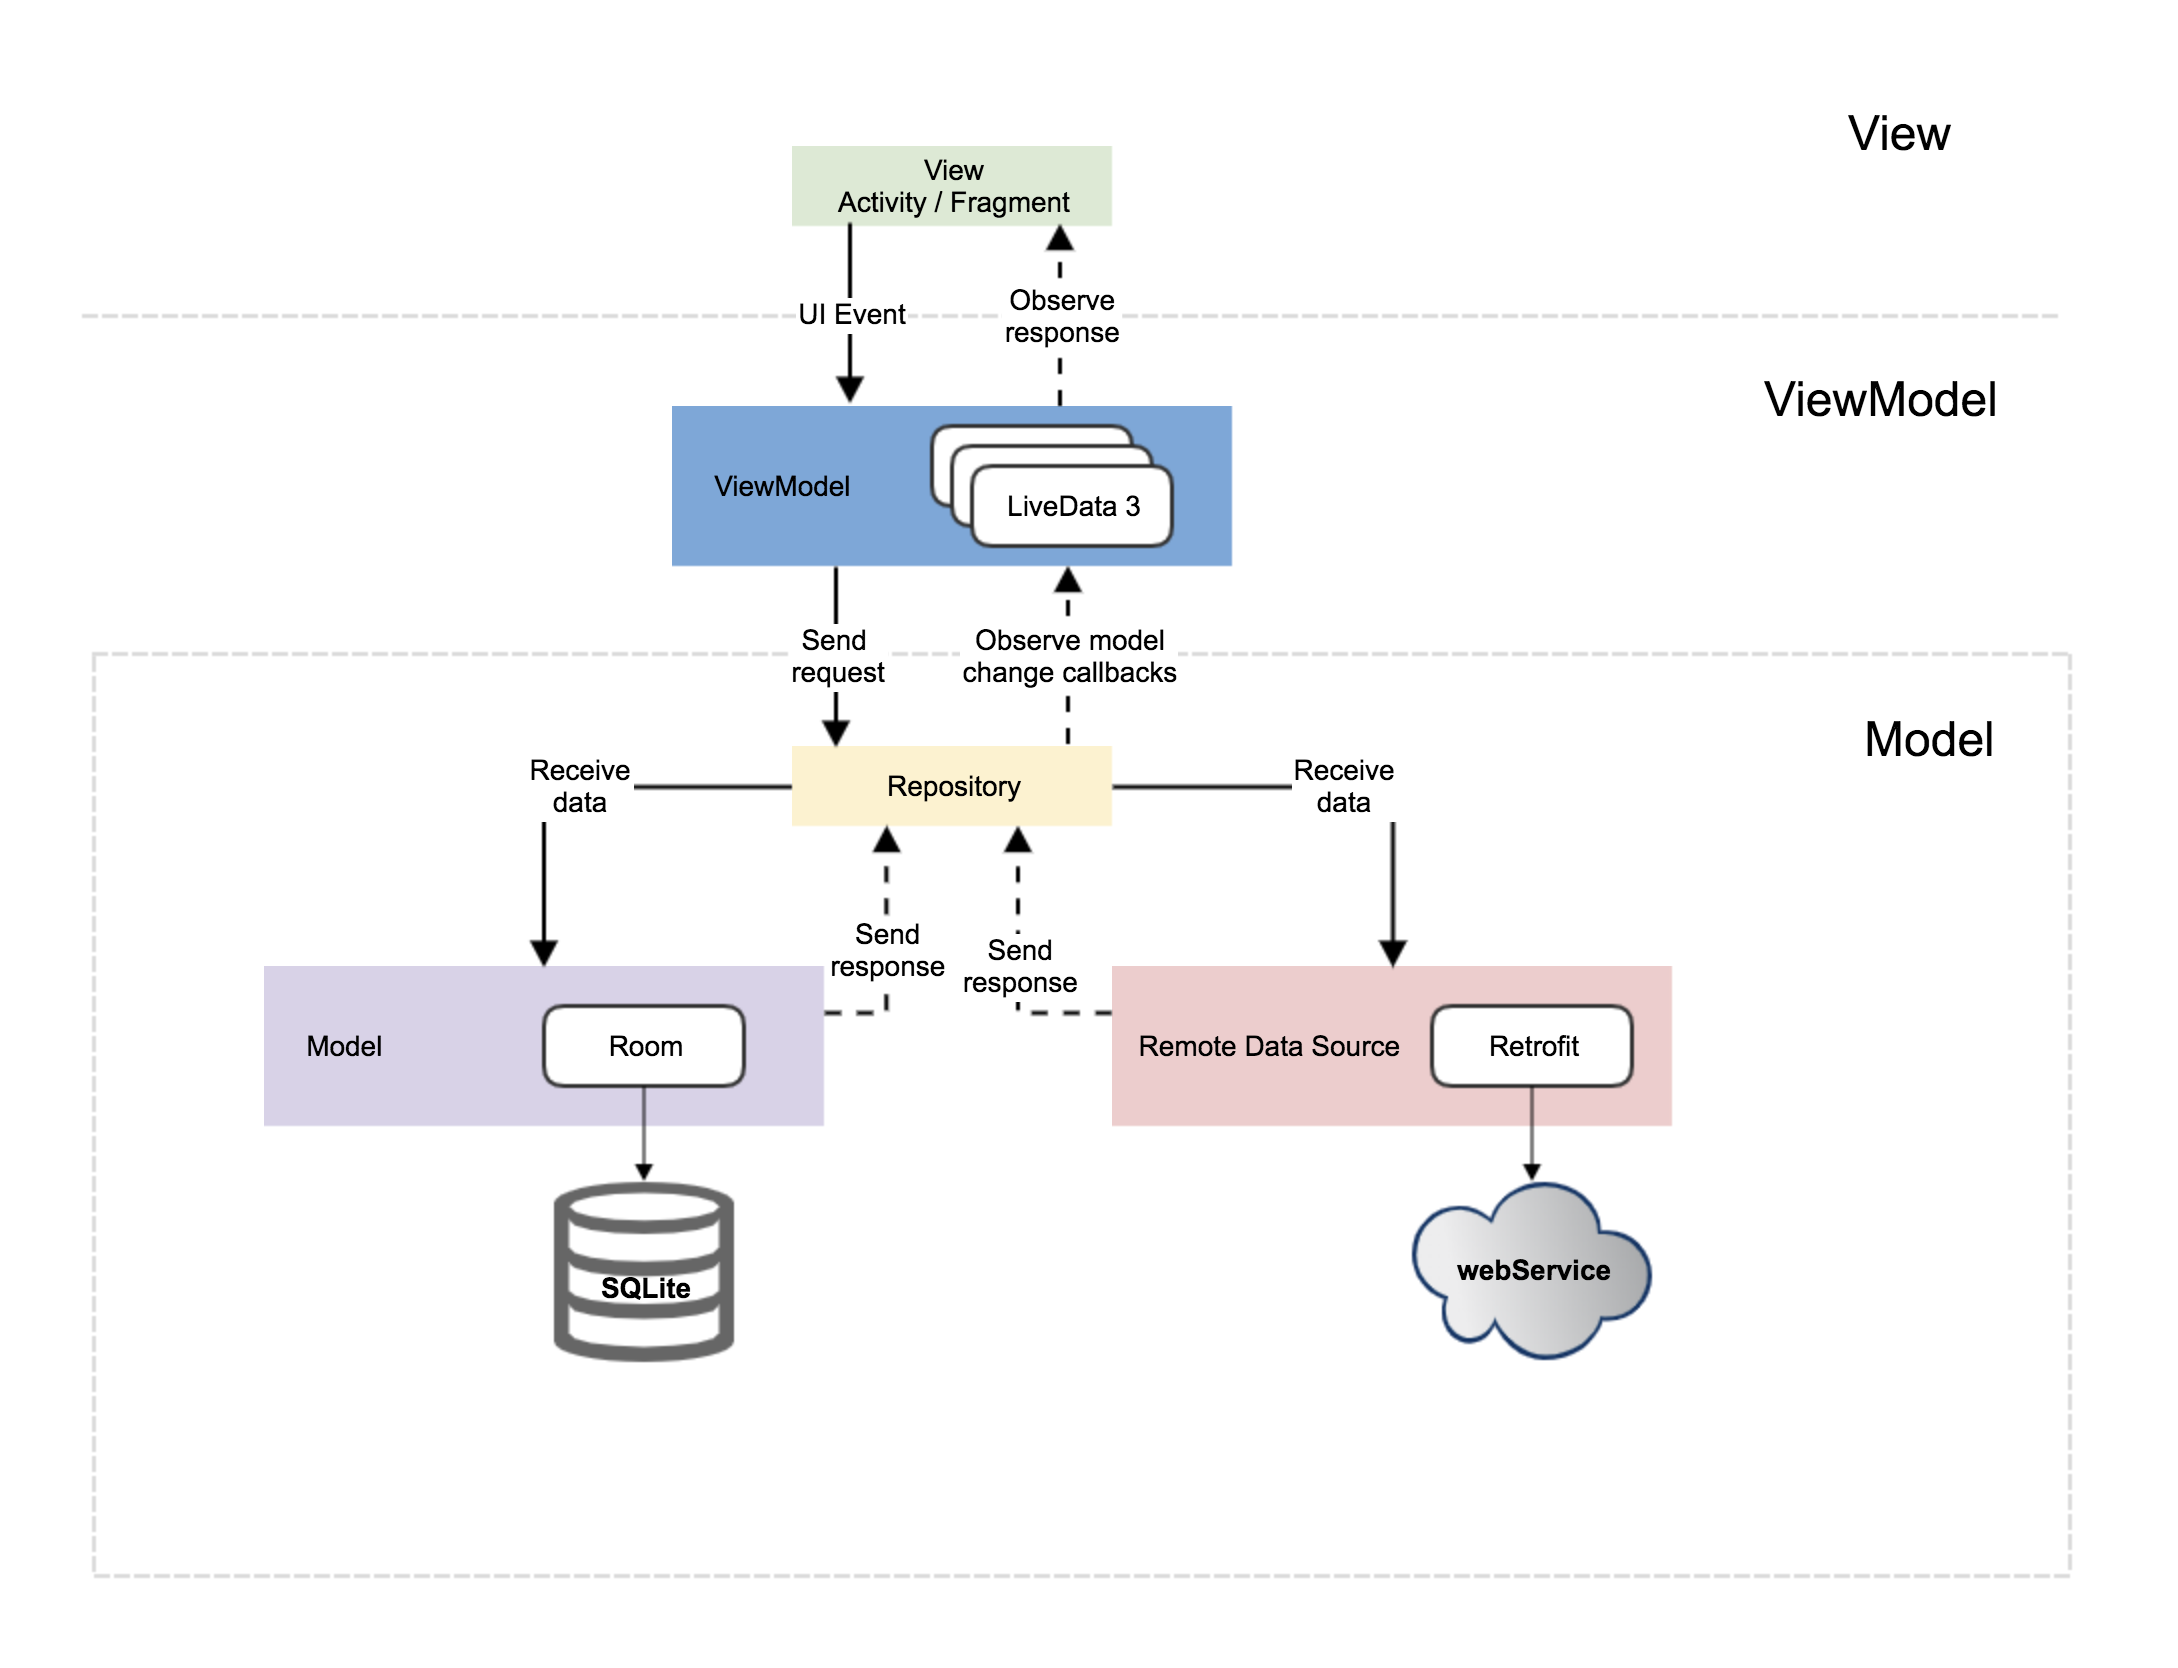 View
View
Activity / Fragment
UI Event
Observe
response
ViewModel
ViewModel
LiveData 3
Send
request
Observe model
change callbacks
Model
Receive
data
Repository
Receive
data
Send
response
Send
response
Model
Room
Remote Data Source
Retrofit
SQLite
webService